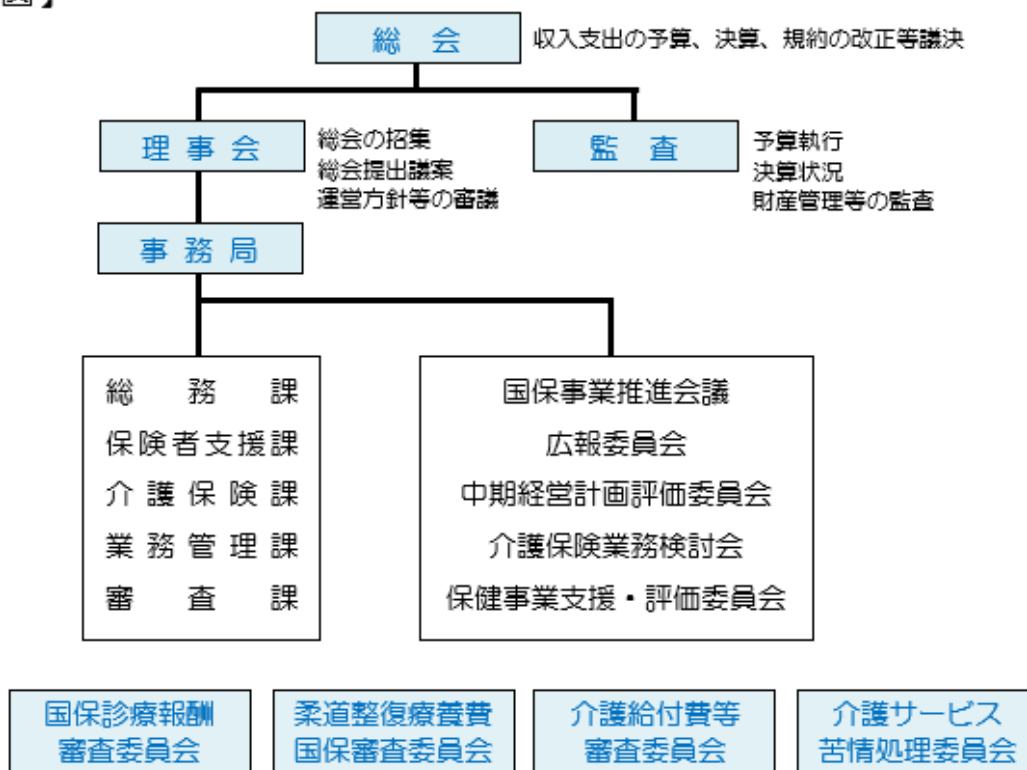 図】
総会
収入支出の予算、決算、規約の改正等議決
理事会
総会の招集
総会提出議案
運営方針等の審議
監査
予算執行
決算状況
財産管理等の監査
事務局
総務課
保険者支援課
介護保険課
業務管理課
審査課
国保事業推進会議
広報委員会
中期経営計画評価委員会
介護保険業務検討会
保健事業支援・評価委員会
国保診療報酬
審査委員会
柔道整復療養費
国保審査委員会
介護給付費等
審査委員会
介護サービス
苦情処理委員会